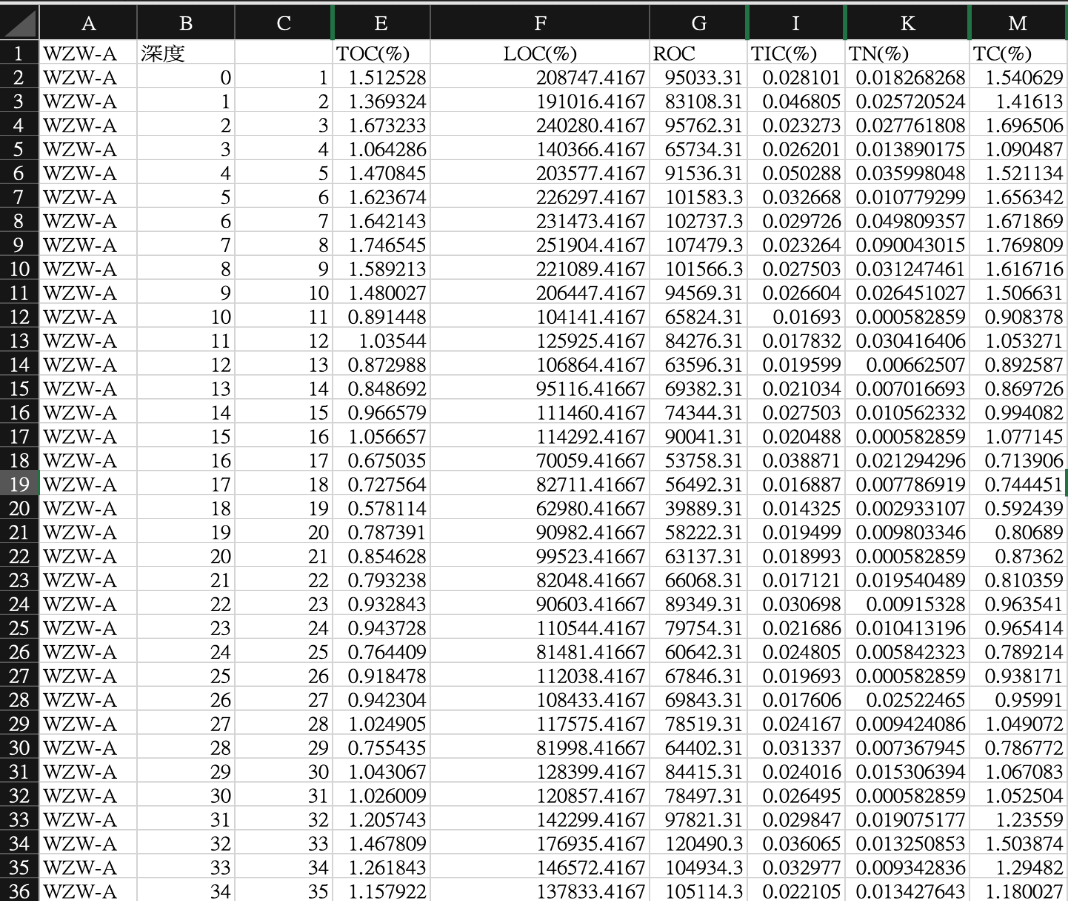 A B C E F G I K M
1 WZW-A 深度 TOC(%) LOC(%) ROC TIC(%) TN(%) TC(%)
2 WZW-A 0 1 1.512528 208747.4167 95033.31 0.028101 0.018268268 1.540629
3 WZW-A 1 2 1.369324 191016.4167 83108.31 0.046805 0.025720524 1.41613
4 WZW-A 2 3 1.673233 240280.4167 95762.31 0.023273 0.027761808 1.696506
5 WZW-A 3 4 1.064286 140366.4167 65734.31 0.026201 0.013890175 1.090487
6 WZW-A 4 5 1.470845 203577.4167 91536.31 0.050288 0.035998048 1.521134
7 WZW-A 5 6 1.623674 226297.4167 101583.3 0.032668 0.010779299 1.656342
8 WZW-A 6 7 1.642143 231473.4167 102737.3 0.029726 0.049809357 1.671869
9 WZW-A 7 8 1.746545 251904.4167 107479.3 0.023264 0.090043015 1.769809
10 WZW-A 8 9 1.589213 221089.4167 101566.3 0.027503 0.031247461 1.616716
11 WZW-A 9 10 1.480027 206447.4167 94569.31 0.026604 0.026451027 1.506631
12 WZW-A 10 11 0.891448 104141.4167 65824.31 0.01693 0.000582859 0.908378
13 WZW-A 11 12 1.03544 125925.4167 84276.31 0.017832 0.030416406 1.053271
14 WZW-A 12 13 0.872988 106864.4167 63596.31 0.019599 0.00662507 0.892587
15 WZW-A 13 14 0.848692 95116.41667 69382.31 0.021034 0.007016693 0.869726
16 WZW-A 14 15 0.966579 111460.4167 74344.31 0.027503 0.010562332 0.994082
17 WZW-A 15 16 1.056657 114292.4167 90041.31 0.020488 0.000582859 1.077145
18 WZW-A 16 17 0.675035 70059.41667 53758.31 0.038871 0.021294296 0.713906
19 WZW-A 17 18 0.727564 82711.41667 56492.31 0.016887 0.007786919 0.744451
20 WZW-A 18 19 0.578114 62980.41667 39889.31 0.014325 0.002933107 0.592439
21 WZW-A 19 20 0.787391 90982.41667 58222.31 0.019499 0.009803346 0.80689
22 WZW-A 20 21 0.854628 99523.41667 63137.31 0.018993 0.000582859 0.87362
23 WZW-A 21 22 0.793238 82048.41667 66068.31 0.017121 0.019540489 0.810359
24 WZW-A 22 23 0.932843 90603.41667 89349.31 0.030698 0.00915328 0.963541
25 WZW-A 23 24 0.943728 110544.4167 79754.31 0.021686 0.010413196 0.965414
26 WZW-A 24 25 0.764409 81481.41667 60642.31 0.024805 0.005842323 0.789214
27 WZW-A 25 26 0.918478 112038.4167 67846.31 0.019693 0.000582859 0.938171
28 WZW-A 26 27 0.942304 108433.4167 69843.31 0.017606 0.02522465 0.95991
29 WZW-A 27 28 1.024905 117575.4167 78519.31 0.024167 0.009424086 1.049072
30 WZW-A 28 29 0.755435 81998.41667 64402.31 0.031337 0.007367945 0.786772
31 WZW-A 29 30 1.043067 128399.4167 84415.31 0.024016 0.015306394 1.067083
32 WZW-A 30 31 1.026009 120857.4167 78497.31 0.026495 0.000582859 1.052504
33 WZW-A 31 32 1.205743 142299.4167 97821.31 0.029847 0.019075177 1.23559
34 WZW-A 32 33 1.467809 176935.4167 120490.3 0.036065 0.013250853 1.503874
35 WZW-A 33 34 1.261843 146572.4167 104934.3 0.032977 0.009342836 1.29482
36 WZW-A 34 35 1.157922 137833.4167 105114.3 0.022105 0.013427643 1.180027